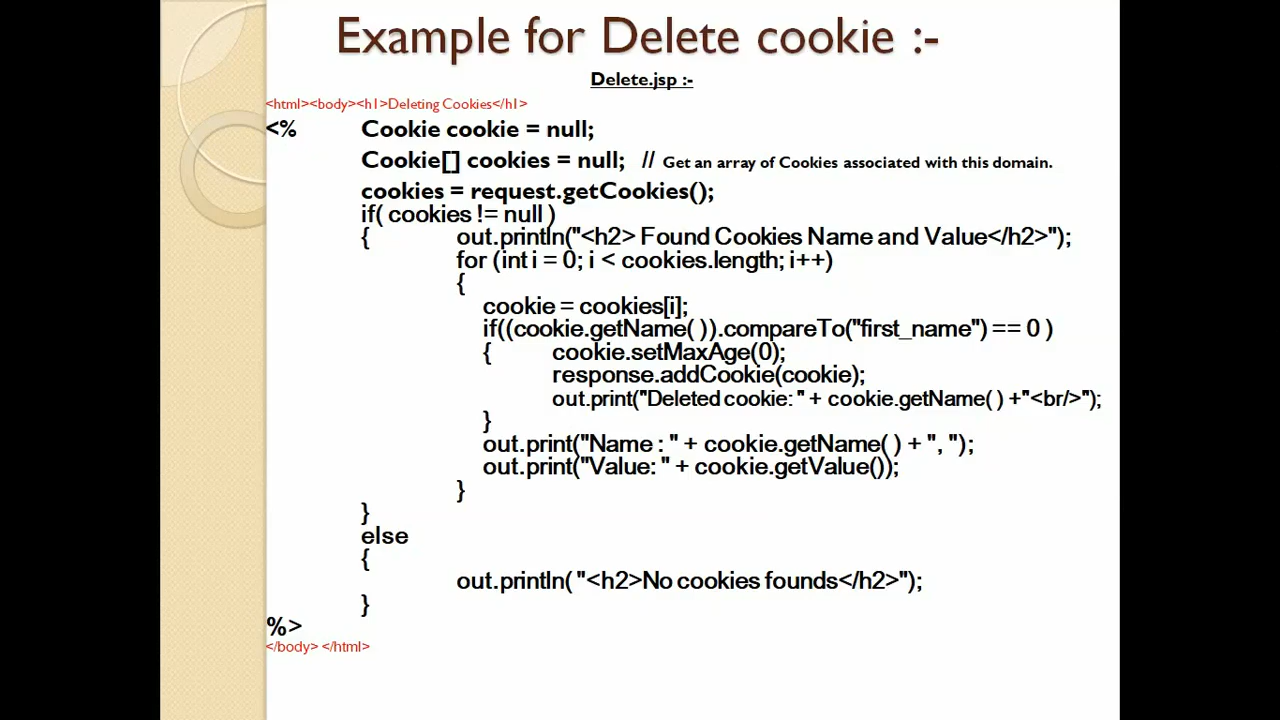 Example for Delete cookie :-
Delete.jsp :-
<html><body><h1>Deleting Cookies</h1>
<% Cookie cookie = null;
Cookie[] cookies = null; // Get an array of Cookies associated with this domain.
cookies = request.getCookies();
if( cookies != null )
{ out.println("<h2> Found Cookies Name and Value</h2>");
for (int i = 0; i < cookies.length; i++)
{
cookie = cookies[i];
if((cookie.getName( )).compareTo("first_name") == 0 )
{ cookie.setMaxAge(0);
response.addCookie(cookie);
out.print("Deleted cookie: " + cookie.getName( ) +"<br/>");
}
out.print("Name : " + cookie.getName( ) + ", ");
out.print("Value: " + cookie.getValue());
}
}
else
{
out.println( "<h2>No cookies founds</h2>");
}
%>
</body> </html>